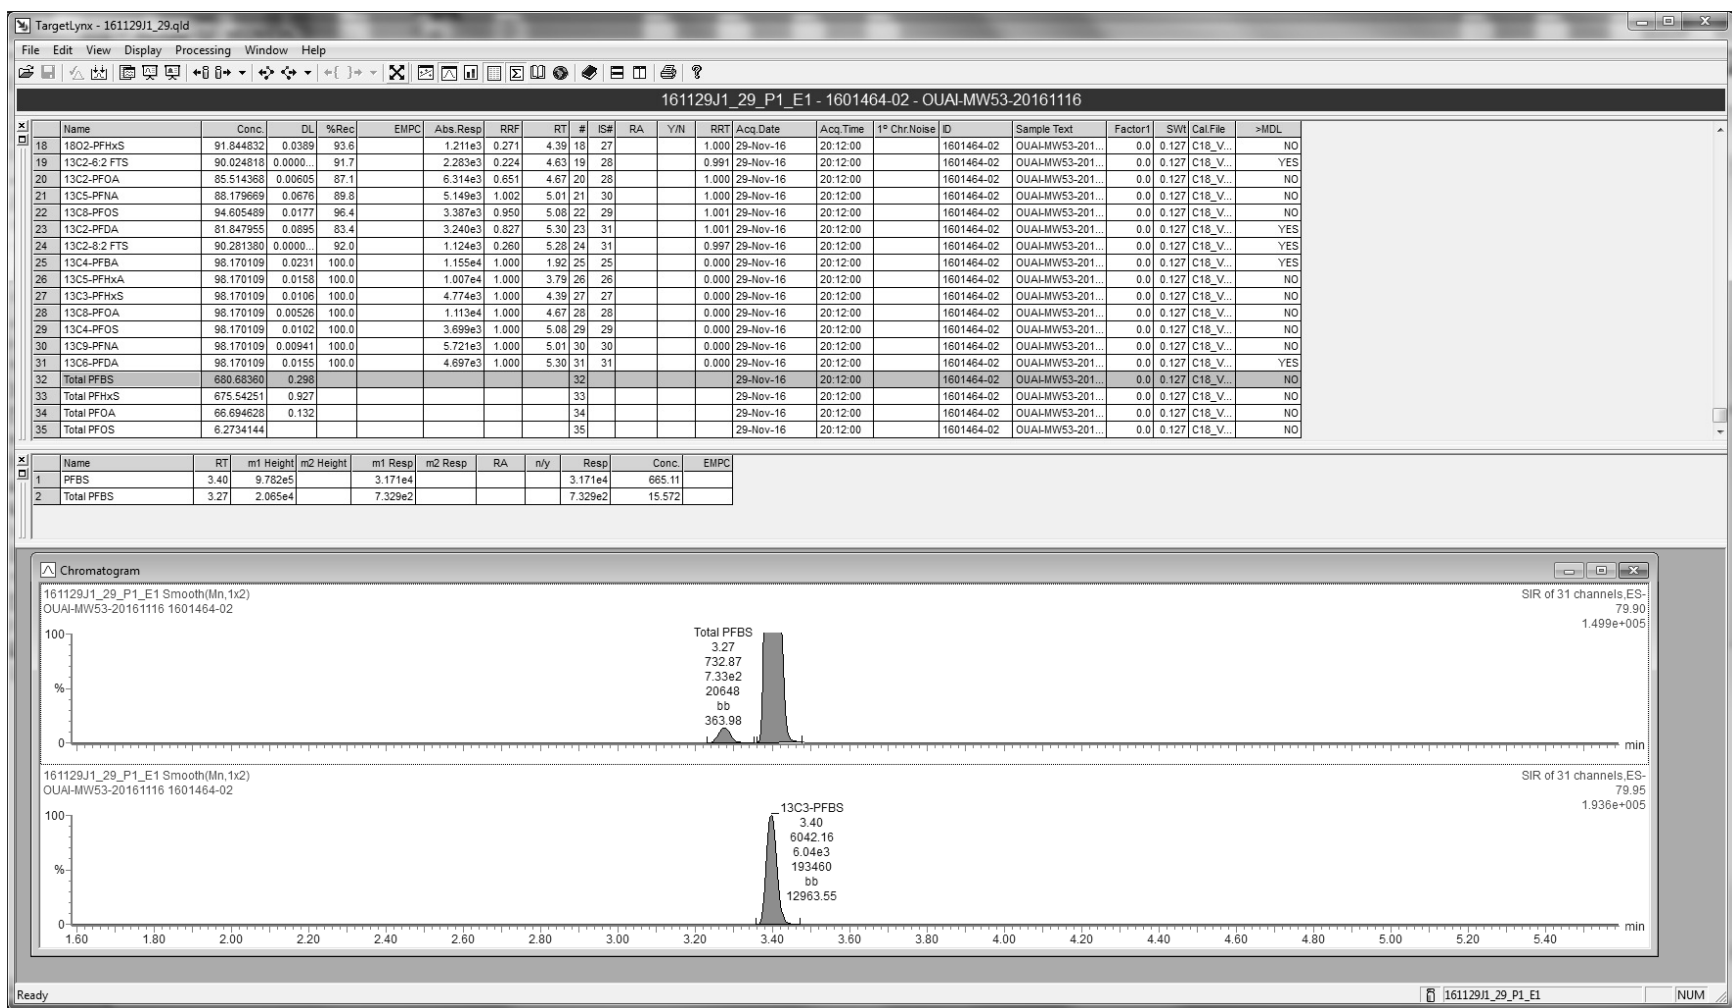 TargetLynx - 161129J1_29.qld
File Edit View Display Processing Window Help
161129J1_29_P1_E1 - 1601464-02 - OUAI-MW53-20161116
Name Conc. DL %Rec EMPC Abs.Resp RRF RT # IS# RA Y/N RRT Acq.Date Acq.Time 1° Chr.Noise ID Sample Text Factor1 SWt Cal.File >MDL
18 18O2-PFHxS 91.844832 0.0389 93.6 1.211e3 0.271 4.39 18 27 1.000 29-Nov-16 20:12:00 1601464-02 OUAI-MW53-201... 0.0 0.127 C18_V... NO
19 13C2-6:2 FTS 90.024818 0.0000... 91.7 2.283e3 0.224 4.63 19 28 0.991 29-Nov-16 20:12:00 1601464-02 OUAI-MW53-201... 0.0 0.127 C18_V... YES
20 13C2-PFOA 85.514368 0.00605 87.1 6.314e3 0.651 4.67 20 28 1.000 29-Nov-16 20:12:00 1601464-02 OUAI-MW53-201... 0.0 0.127 C18_V... NO
21 13C5-PFNA 88.179669 0.0676 89.8 5.149e3 1.002 5.01 21 30 1.000 29-Nov-16 20:12:00 1601464-02 OUAI-MW53-201... 0.0 0.127 C18_V... NO
22 13C8-PFOS 94.605489 0.0177 96.4 3.387e3 0.950 5.08 22 29 1.001 29-Nov-16 20:12:00 1601464-02 OUAI-MW53-201... 0.0 0.127 C18_V... NO
23 13C2-PFDA 81.847955 0.0895 83.4 3.240e3 0.827 5.30 23 31 1.001 29-Nov-16 20:12:00 1601464-02 OUAI-MW53-201... 0.0 0.127 C18_V... YES
24 13C2-8:2 FTS 90.281380 0.0000... 92.0 1.124e3 0.260 5.28 24 31 0.997 29-Nov-16 20:12:00 1601464-02 OUAI-MW53-201... 0.0 0.127 C18_V... YES
25 13C4-PFBA 98.170109 0.0231 100.0 1.155e4 1.000 1.92 25 25 0.000 29-Nov-16 20:12:00 1601464-02 OUAI-MW53-201... 0.0 0.127 C18_V... YES
26 13C5-PFHxA 98.170109 0.0158 100.0 1.007e4 1.000 3.79 26 26 0.000 29-Nov-16 20:12:00 1601464-02 OUAI-MW53-201... 0.0 0.127 C18_V... NO
27 13C3-PFHxS 98.170109 0.0106 100.0 4.774e3 1.000 4.39 27 27 0.000 29-Nov-16 20:12:00 1601464-02 OUAI-MW53-201... 0.0 0.127 C18_V... NO
28 13C8-PFOA 98.170109 0.00526 100.0 1.113e4 1.000 4.67 28 28 0.000 29-Nov-16 20:12:00 1601464-02 OUAI-MW53-201... 0.0 0.127 C18_V... NO
29 13C4-PFOS 98.170109 0.0102 100.0 3.699e3 1.000 5.08 29 29 0.000 29-Nov-16 20:12:00 1601464-02 OUAI-MW53-201... 0.0 0.127 C18_V... NO
30 13C9-PFNA 98.170109 0.00941 100.0 5.721e3 1.000 5.01 30 30 0.000 29-Nov-16 20:12:00 1601464-02 OUAI-MW53-201... 0.0 0.127 C18_V... NO
31 13C6-PFDA 98.170109 0.0155 100.0 4.697e3 1.000 5.30 31 31 0.000 29-Nov-16 20:12:00 1601464-02 OUAI-MW53-201... 0.0 0.127 C18_V... YES
32 Total PFBS 680.68360 0.298 32 29-Nov-16 20:12:00 1601464-02 OUAI-MW53-201... 0.0 0.127 C18_V... NO
33 Total PFHxS 675.54251 0.927 33 29-Nov-16 20:12:00 1601464-02 OUAI-MW53-201... 0.0 0.127 C18_V... NO
34 Total PFOA 66.694628 0.132 34 29-Nov-16 20:12:00 1601464-02 OUAI-MW53-201... 0.0 0.127 C18_V... NO
35 Total PFOS 6.2734144 35 29-Nov-16 20:12:00 1601464-02 OUAI-MW53-201... 0.0 0.127 C18_V... NO
Name RT m1 Height m2 Height m1 Resp m2 Resp RA n/y Resp Conc. EMPC
1 PFBS 3.40 9.782e5 3.171e4 3.171e4 665.11
2 Total PFBS 3.27 2.065e4 7.329e2 7.329e2 15.572
Chromatogram
161129J1_29_P1_E1 Smooth(Mn,1x2)
OUAI-MW53-20161116 1601464-02
SIR of 31 channels,ES-
79.90
1.499e+005
100
%
0
Total PFBS
3.27
732.87
7.33e2
20648
bb
363.98
min
161129J1_29_P1_E1 Smooth(Mn,1x2)
OUAI-MW53-20161116 1601464-02
SIR of 31 channels,ES-
79.95
1.936e+005
100
%
0
13C3-PFBS
3.40
6042.16
6.04e3
193460
bb
12963.55
min
1.60 1.80 2.00 2.20 2.40 2.60 2.80 3.00 3.20 3.40 3.60 3.80 4.00 4.20 4.40 4.60 4.80 5.00 5.20 5.40
Ready 161129J1_29_P1_E1 NUM